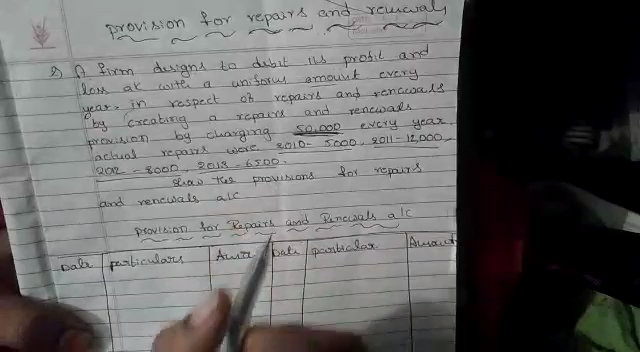 provision for repairs and renewals
A firm designs to debit its profit and
loss ac with a uniform amount every
year. in respect of repairs and renewals
by creating a repairs and renewals
provision by charging 50,000 every year.
actual repairs were 2010- 5000, 2011-12,000,
2012 - 8000, 2013 - 6500.
show the provisions for repairs
and renewals a/c
provision for Repairs and Renewals a/c
Date particulars Amt Date particular Amount